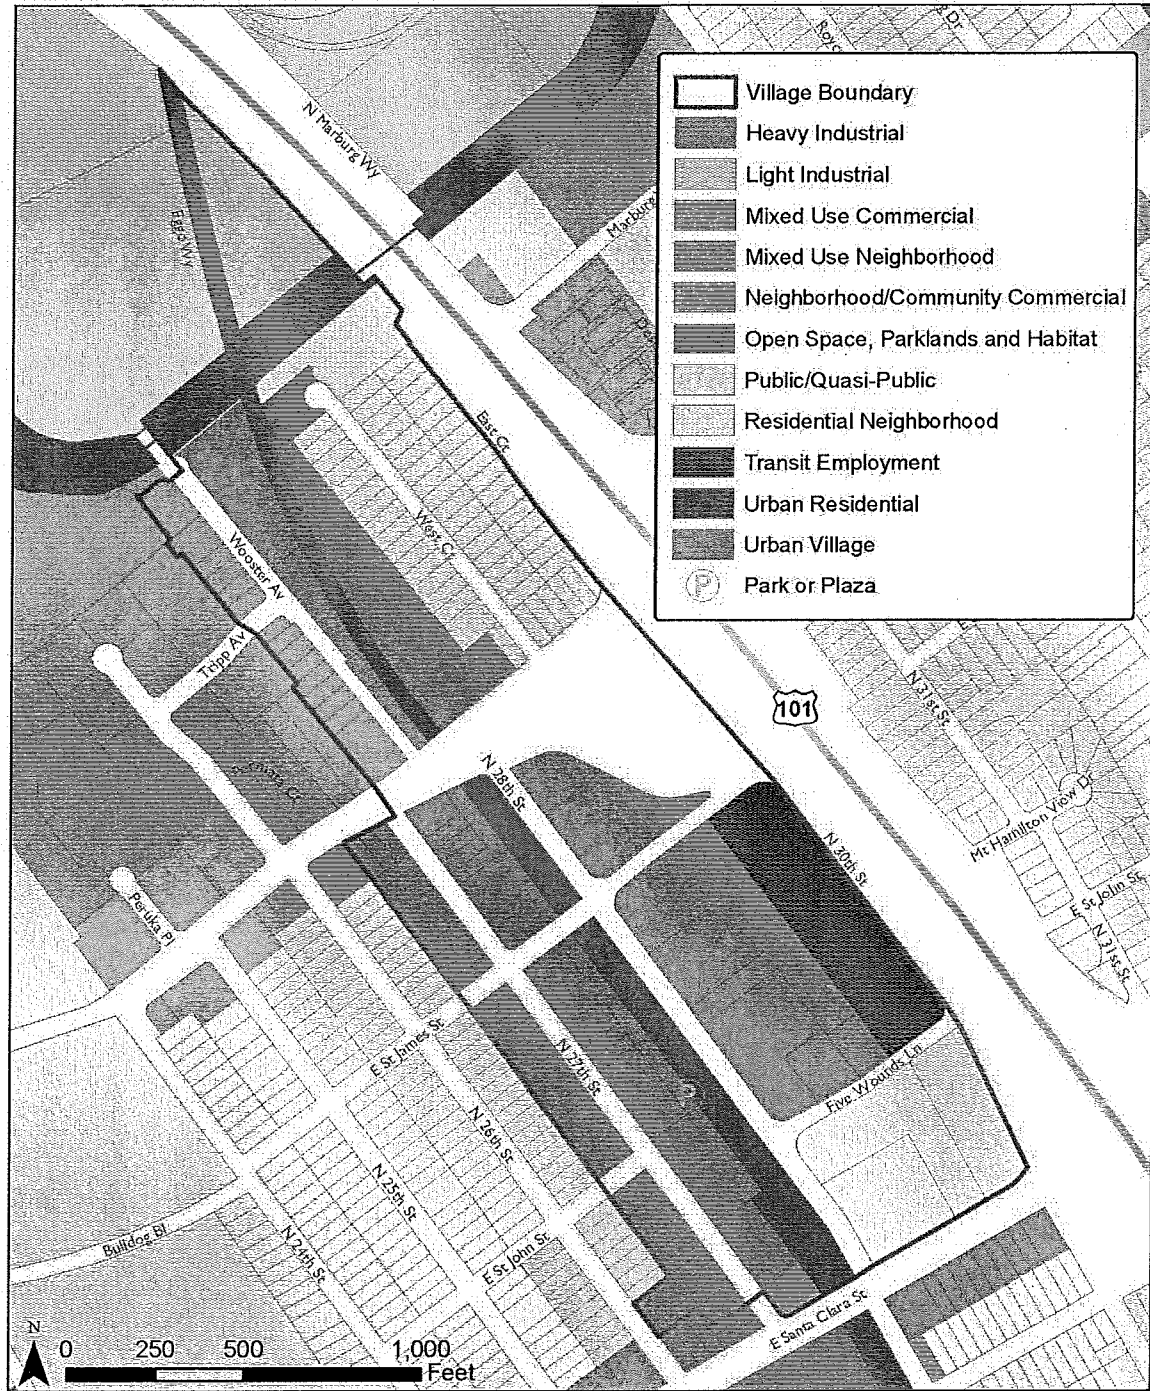 N Marburg Wy
Marburg
Egge Wy
East Ct
West Ct
Wooster Av
Tripp Av
Peruka Pl
N 28th St
N 30th St
N 31st St
Mt Hamilton View Dr
E St John St
N 31st St
E St James St
N 27th St
Five Wounds Ln
N 26th St
N 25th St
E St John St
N 24th St
Bulldog Bl
E Santa Clara St
101
P
Village Boundary
Heavy Industrial
Light Industrial
Mixed Use Commercial
Mixed Use Neighborhood
Neighborhood/Community Commercial
Open Space, Parklands and Habitat
Public/Quasi-Public
Residential Neighborhood
Transit Employment
Urban Residential
Urban Village
P Park or Plaza
N
0 250 500 1,000
Feet